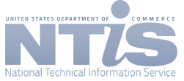 UNITED STATES DEPARTMENT OF COMMERCE
NTIS
National Technical Information Service